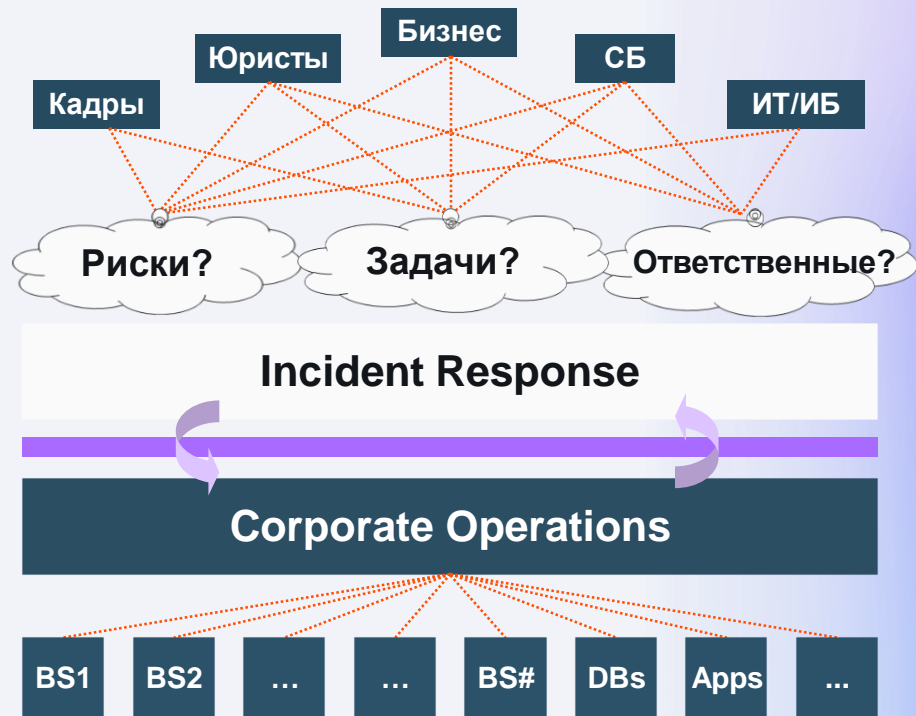 Бизнес
Юристы
СБ
Кадры
ИТ/ИБ
Риски?
Задачи?
Ответственные?
Incident Response
Corporate Operations
BS1
BS2
...
...
BS#
DBs
Apps
...